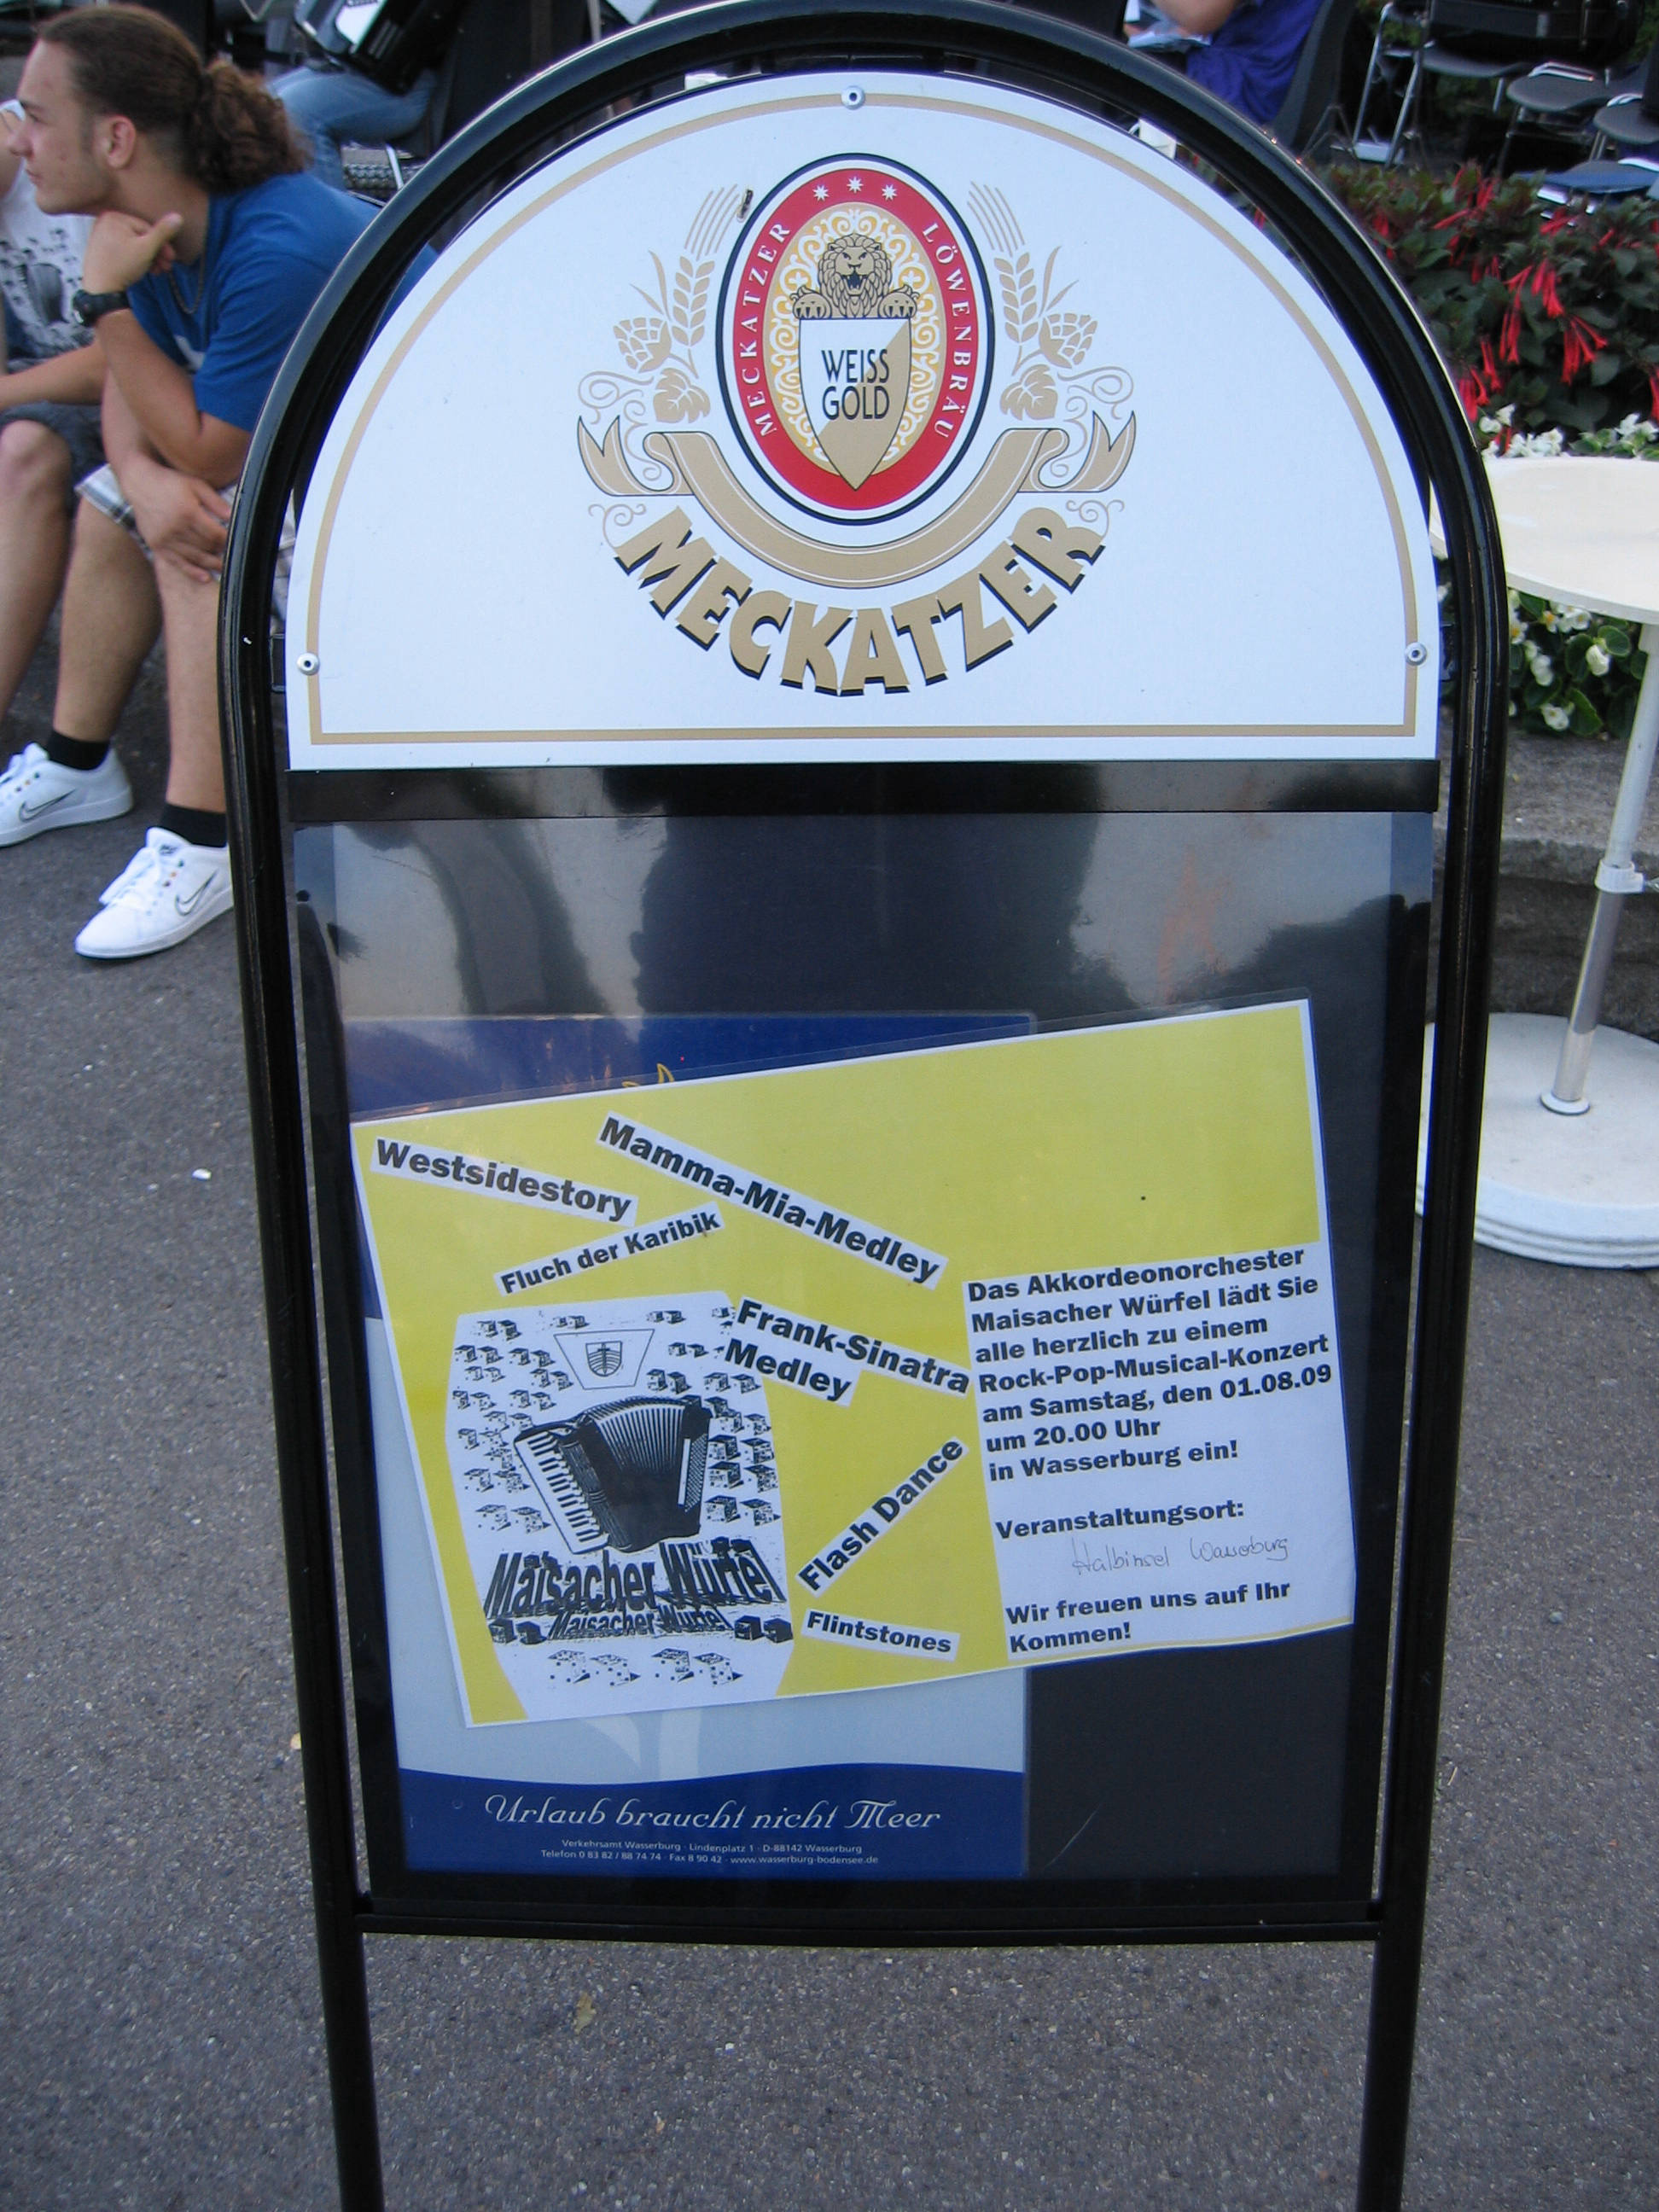 MECKATZER LÖWENBRÄU
WEISS
GOLD
MECKATZER
Westsidestory
Mamma-Mia-Medley
Fluch der Karibik
Frank-Sinatra
Medley
Flash Dance
Flintstones
Maisacher Würfel
Maisacher Würfel
Das Akkordeonorchester
Maisacher Würfel lädt Sie
alle herzlich zu einem
Rock-Pop-Musical-Konzert
am Samstag, den 01.08.09
um 20.00 Uhr
in Wasserburg ein!
Veranstaltungsort:
Halbinsel Wasserburg
Wir freuen uns auf Ihr
Kommen!
Urlaub braucht nicht Meer
Verkehrsamt Wasserburg · Lindenplatz 1 · D-88142 Wasserburg
Telefon 0 83 82 / 88 74 74 · Fax 8 90 42 · www.wasserburg-bodensee.de